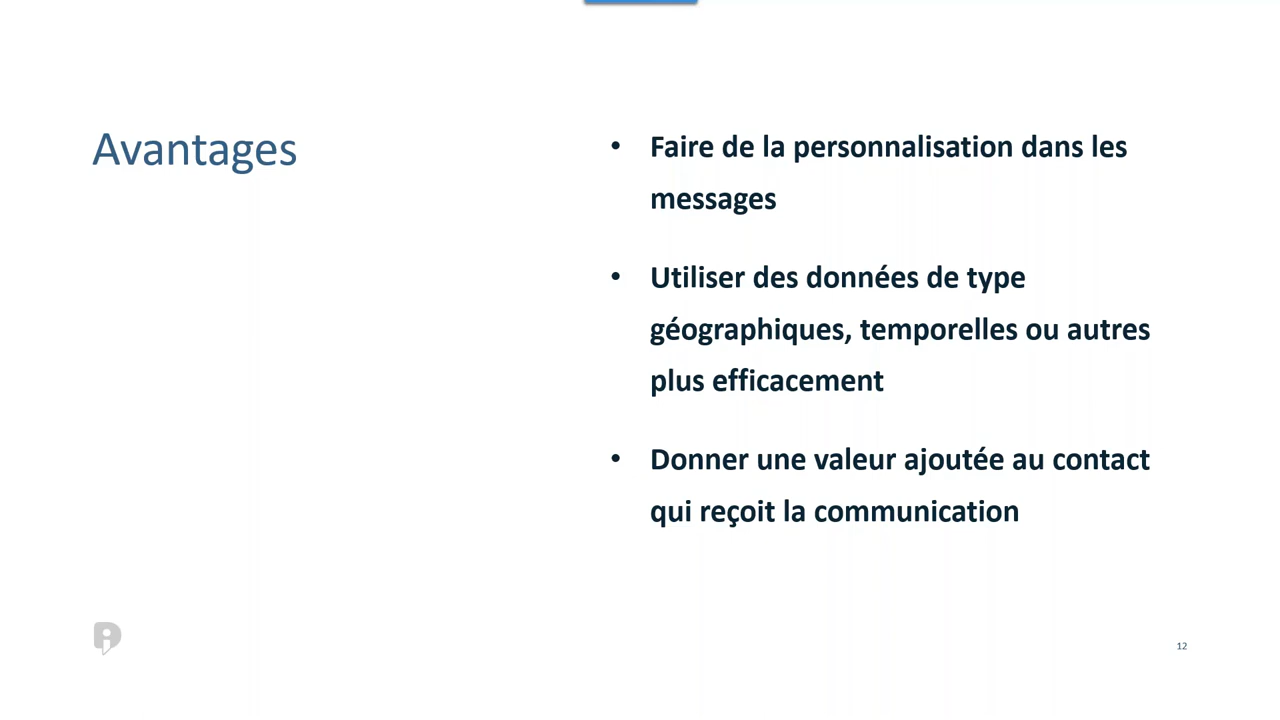 Avantages
• Faire de la personnalisation dans les
messages
• Utiliser des données de type
géographiques, temporelles ou autres
plus efficacement
• Donner une valeur ajoutée au contact
qui reçoit la communication
12